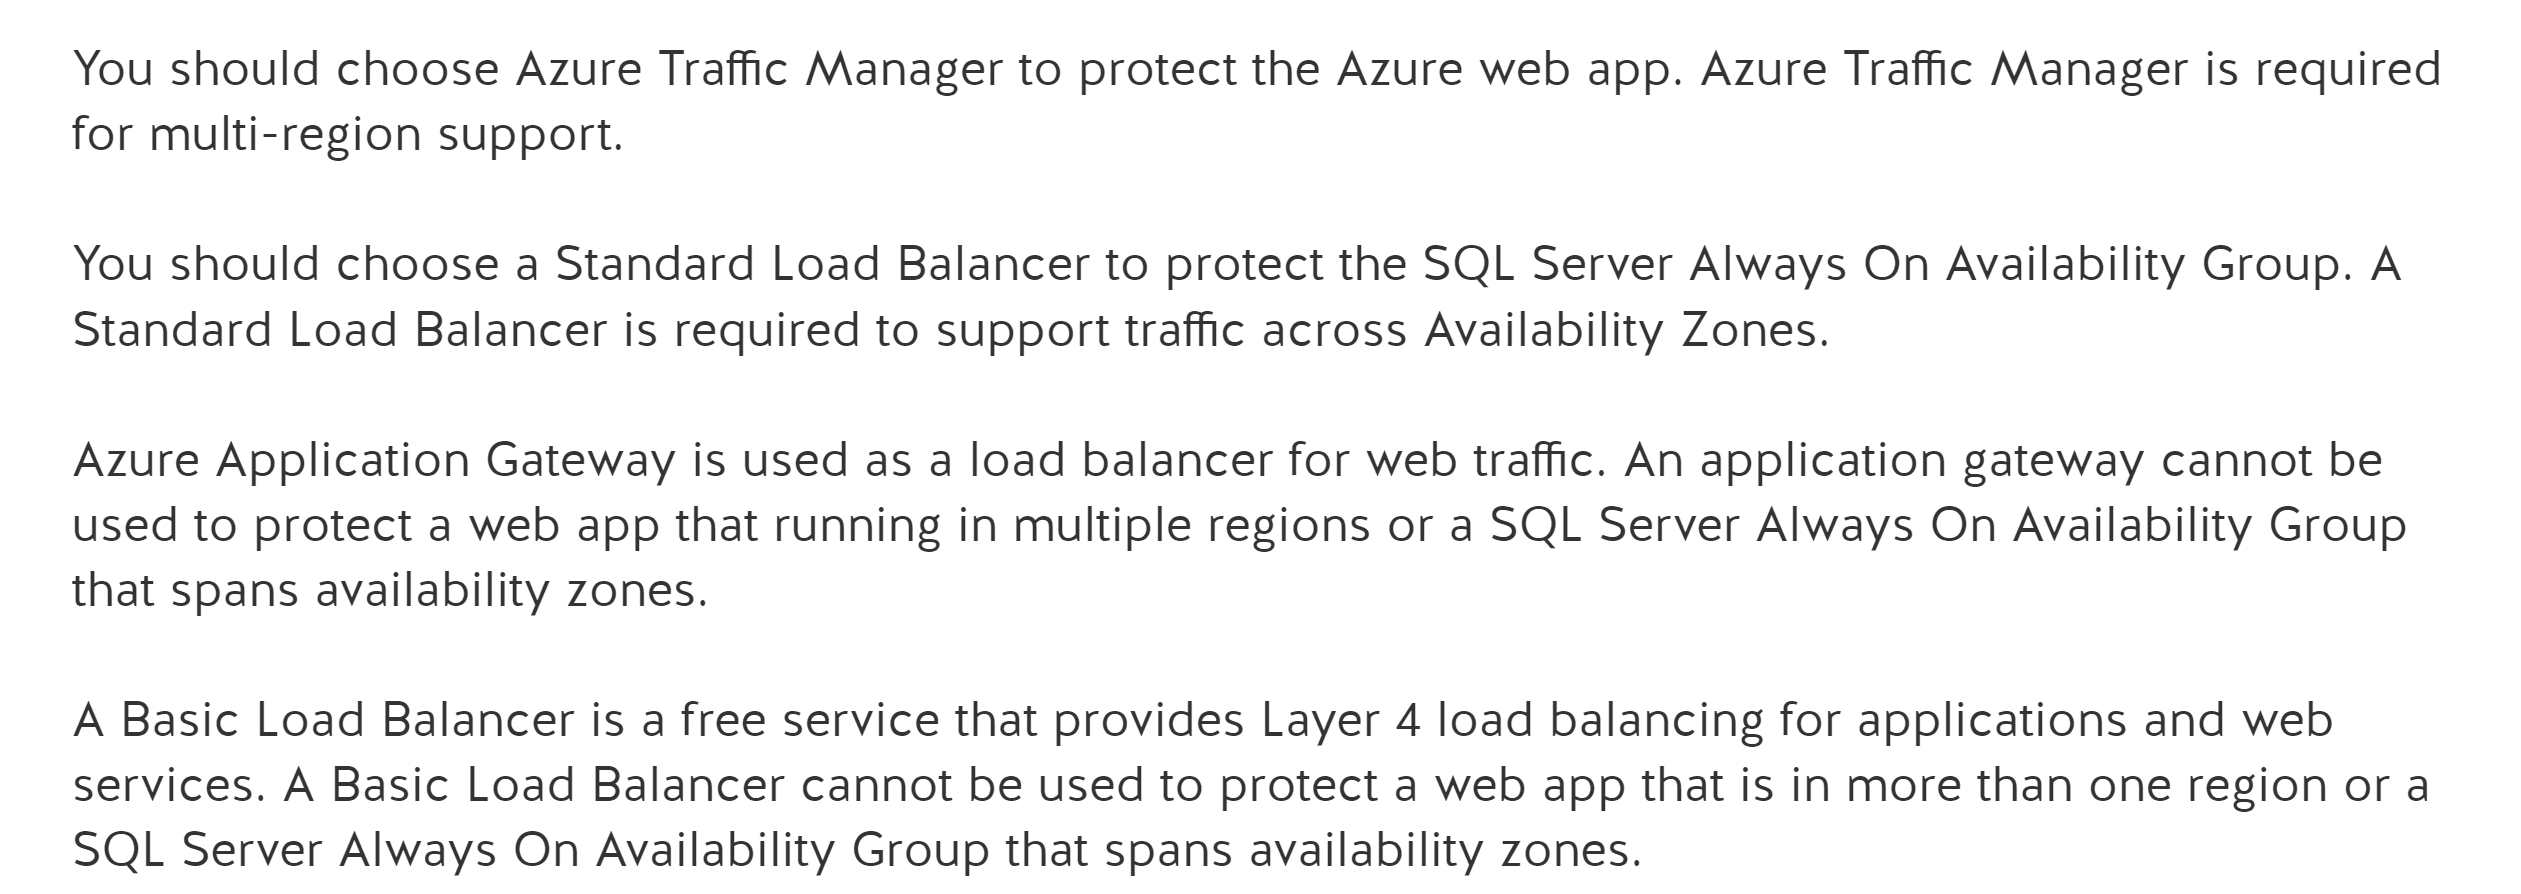 You should choose Azure Traffic Manager to protect the Azure web app. Azure Traffic Manager is required
for multi-region support.
You should choose a Standard Load Balancer to protect the SQL Server Always On Availability Group. A
Standard Load Balancer is required to support traffic across Availability Zones.
Azure Application Gateway is used as a load balancer for web traffic. An application gateway cannot be
used to protect a web app that running in multiple regions or a SQL Server Always On Availability Group
that spans availability zones.
A Basic Load Balancer is a free service that provides Layer 4 load balancing for applications and web
services. A Basic Load Balancer cannot be used to protect a web app that is in more than one region or a
SQL Server Always On Availability Group that spans availability zones.